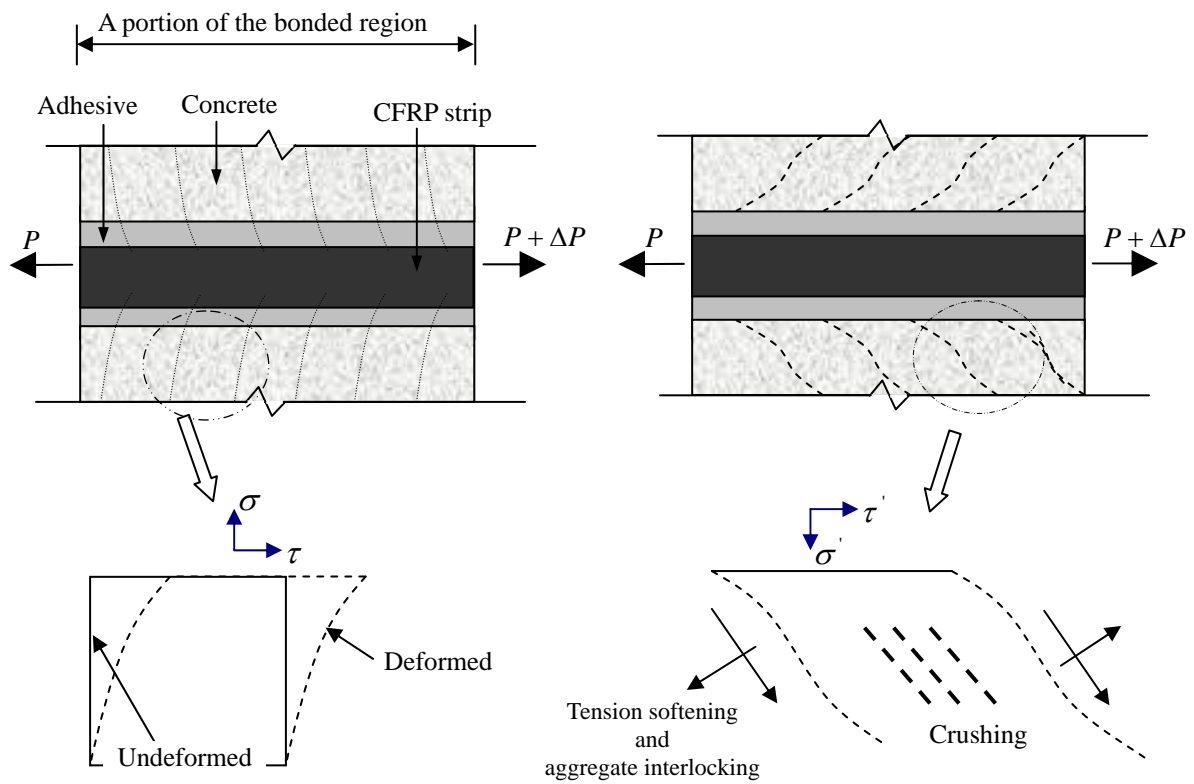 A portion of the bonded region
Adhesive
Concrete
CFRP strip
P
P + ΔP
P
P + ΔP
σ
τ
τ '
σ '
Deformed
Undeformed
Tension softening
and
aggregate interlocking
Crushing